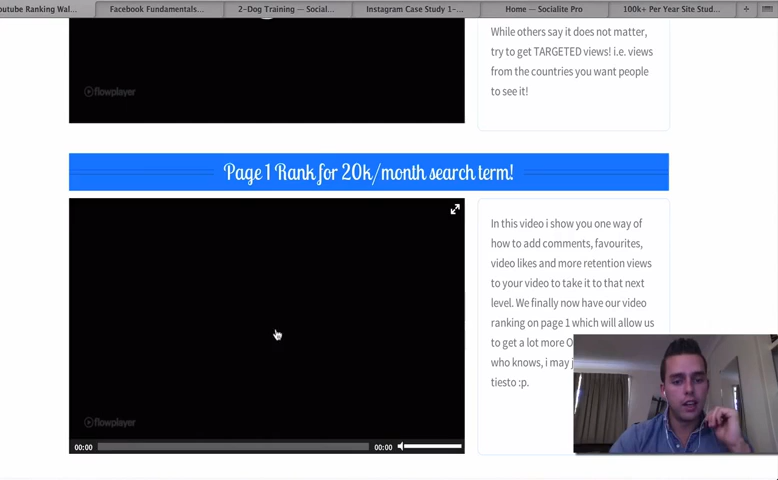 outube Ranking Wal...
Facebook Fundamentals...
2-Dog Training — Social...
Instagram Case Study 1-...
Home — Socialite Pro
100k+ Per Year Site Stud...
While others say it does not matter,
try to get TARGETED views! i.e. views
from the countries you want people
to see it!
flowplayer
Page 1 Rank for 20k/month search term!
In this video i show you one way of
how to add comments, favourites,
video likes and more retention views
to your video to take it to that next
level. We finally now have our video
ranking on page 1 which will allow us
to get a lot more O
who knows, i may j
tiesto :p.
flowplayer
00:00
00:00